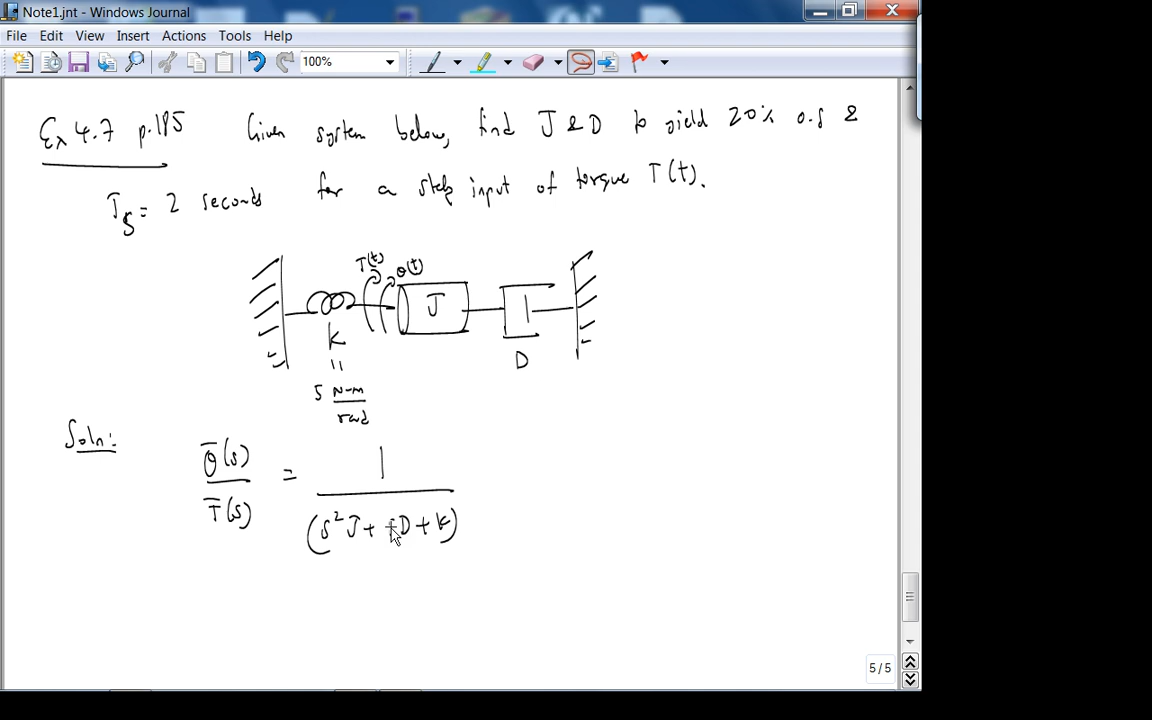 Note1.jnt - Windows Journal
File Edit View Insert Actions Tools Help
100%
Ex 4.7 p.185 Given system below, find J & D to yield 20% o.s &
Ts = 2 seconds for a step input of torque T(t).
T(t) θ(t)
J
K
D
5 N-m
rad
Soln:
θ(s) = 1
T(s) (s²J + sD + K)
5/5